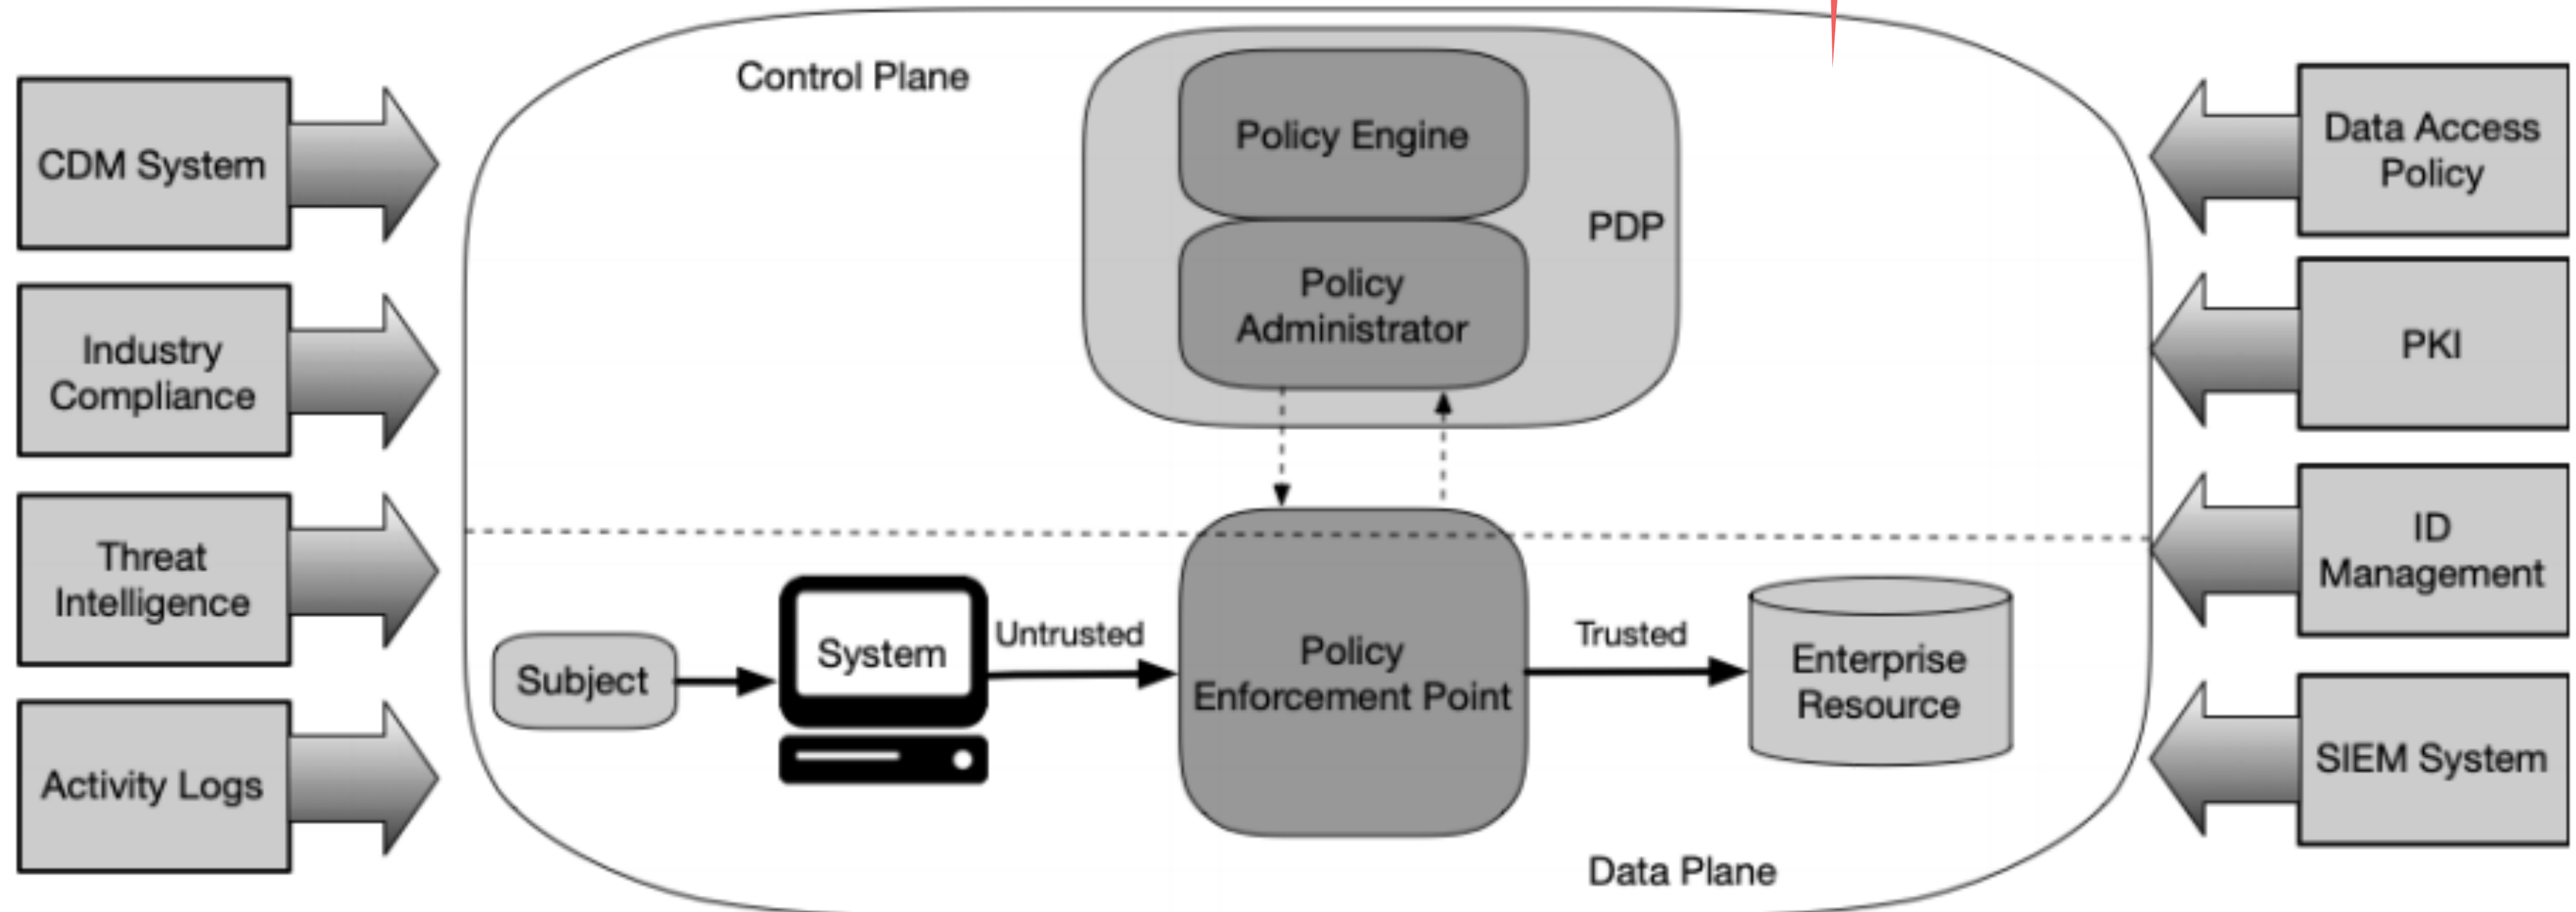 Control Plane
Policy Engine
PDP
Policy
Administrator
CDM System
Industry
Compliance
Threat
Intelligence
Activity Logs
Subject
System
Untrusted
Policy
Enforcement Point
Trusted
Enterprise
Resource
Data Plane
Data Access
Policy
PKI
ID
Management
SIEM System